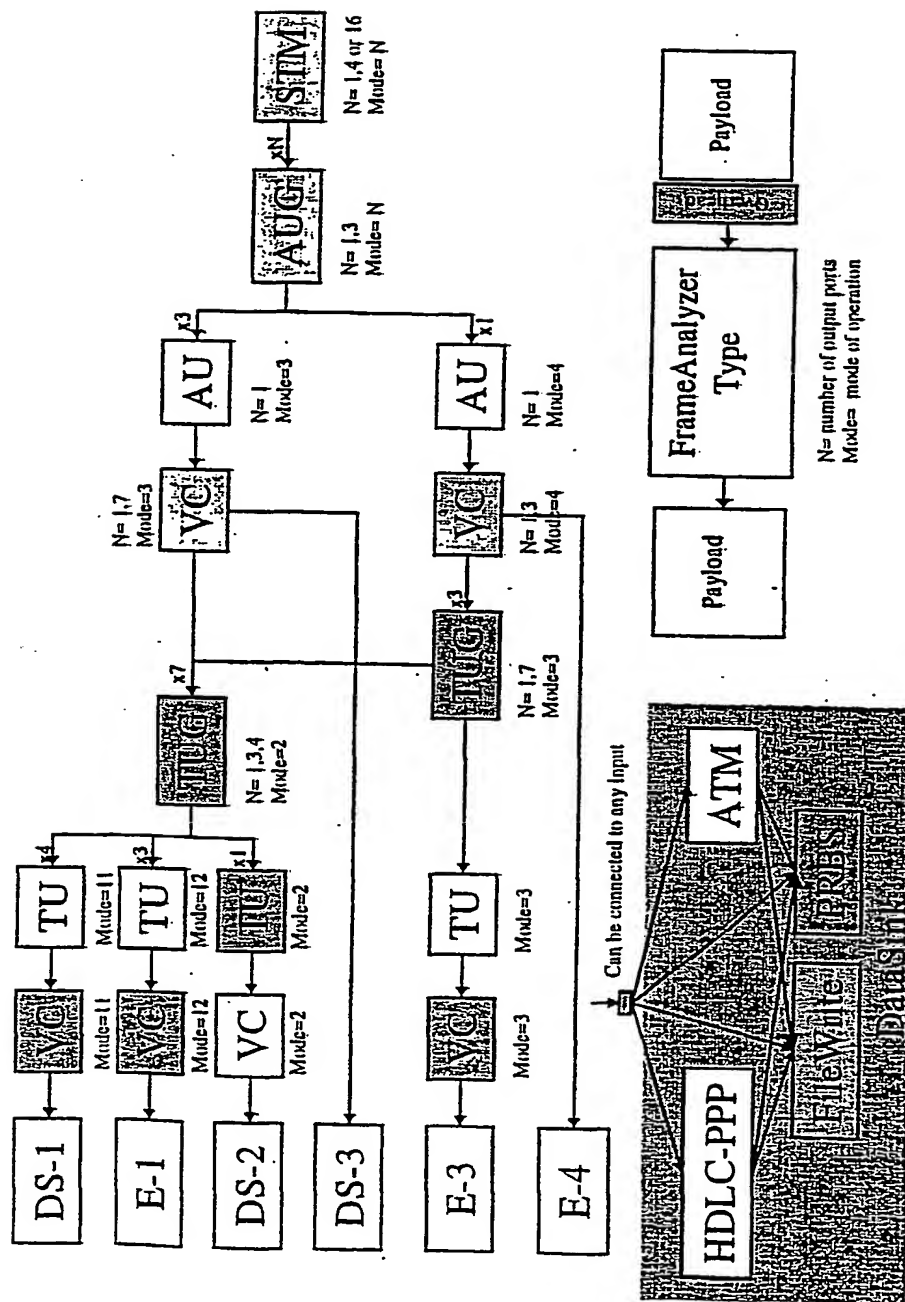 DS-1
VC
Mode=11
TU
Mode=11
x4
E-1
VC
Mode=12
TU
Mode=12
x3
DS-2
VC
Mode=2
TU
Mode=2
x1
TUG
N= 1,3,4
Mode=2
x7
DS-3
VC
N= 1,7
Mode=3
AU
N= 1
Mode=3
x3
AUG
N= 1,3
Mode= N
xN
STM
N= 1,4 or 16
Mode= N
E-3
VC
Mode=3
TU
Mode=3
TUG
N= 1,7
Mode=3
x3
VC
N= 1,3
Mode=4
AU
N= 1
Mode=4
x1
E-4
Can be connected to any Input
HDLC-PPP
ATM
FileWriter
PRBS
DataSink
Payload
FrameAnalyzer
Type
Payload
N= number of output ports
Mode= mode of operation